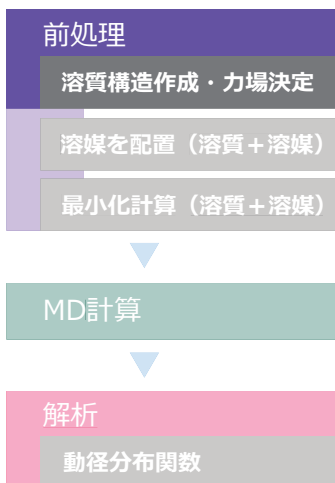 前処理
溶質構造作成・力場決定
溶媒を配置（溶質＋溶媒）
最小化計算（溶質＋溶媒）
MD計算
解析
動径分布関数